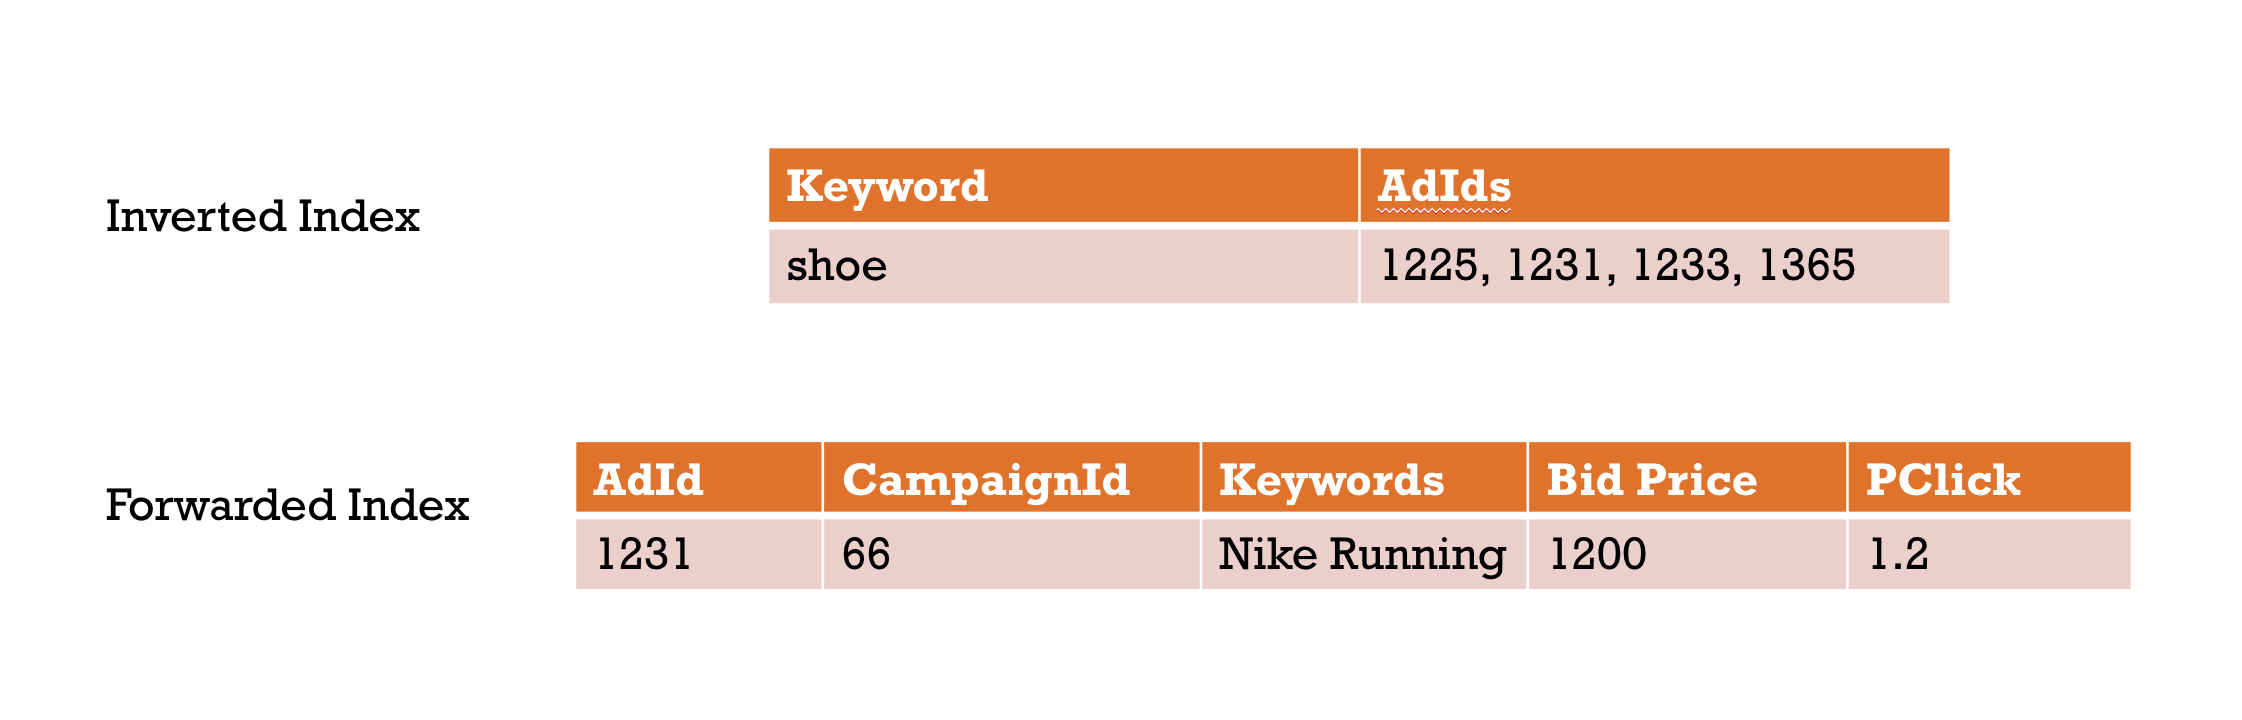 Inverted Index
Keyword AdIds
shoe 1225, 1231, 1233, 1365
Forwarded Index
AdId CampaignId Keywords Bid Price PClick
1231 66 Nike Running 1200 1.2